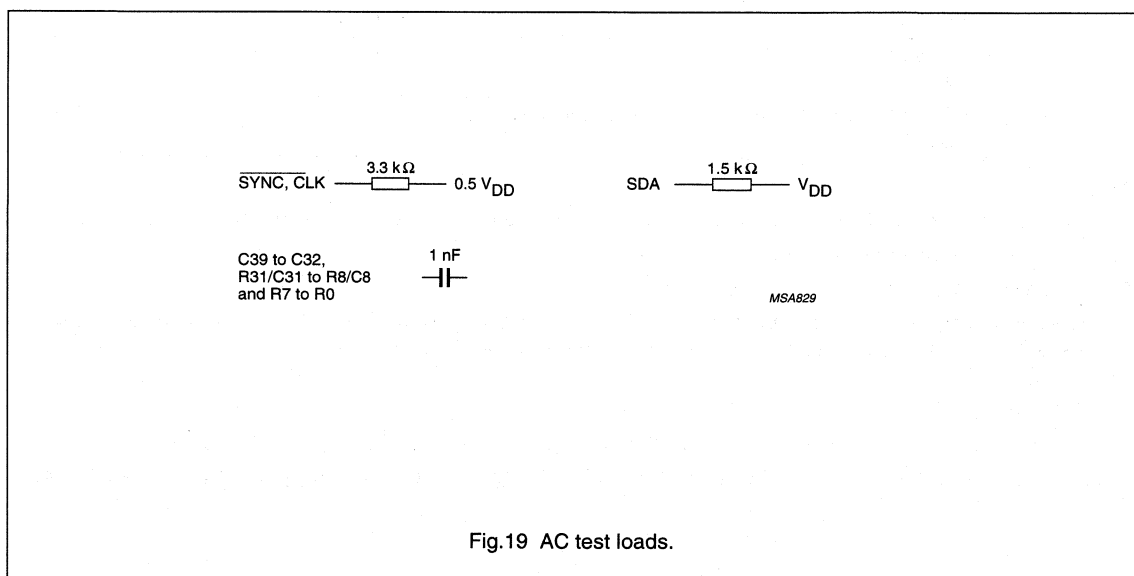 SYNC, CLK 3.3 kΩ 0.5 VDD
SDA 1.5 kΩ VDD
C39 to C32,
R31/C31 to R8/C8
and R7 to R0
1 nF
MSA829
Fig.19 AC test loads.